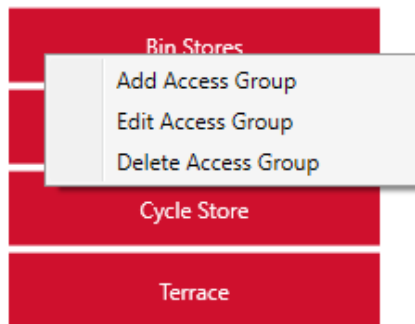 Bin Stores
Add Access Group
Edit Access Group
Delete Access Group
Cycle Store
Terrace